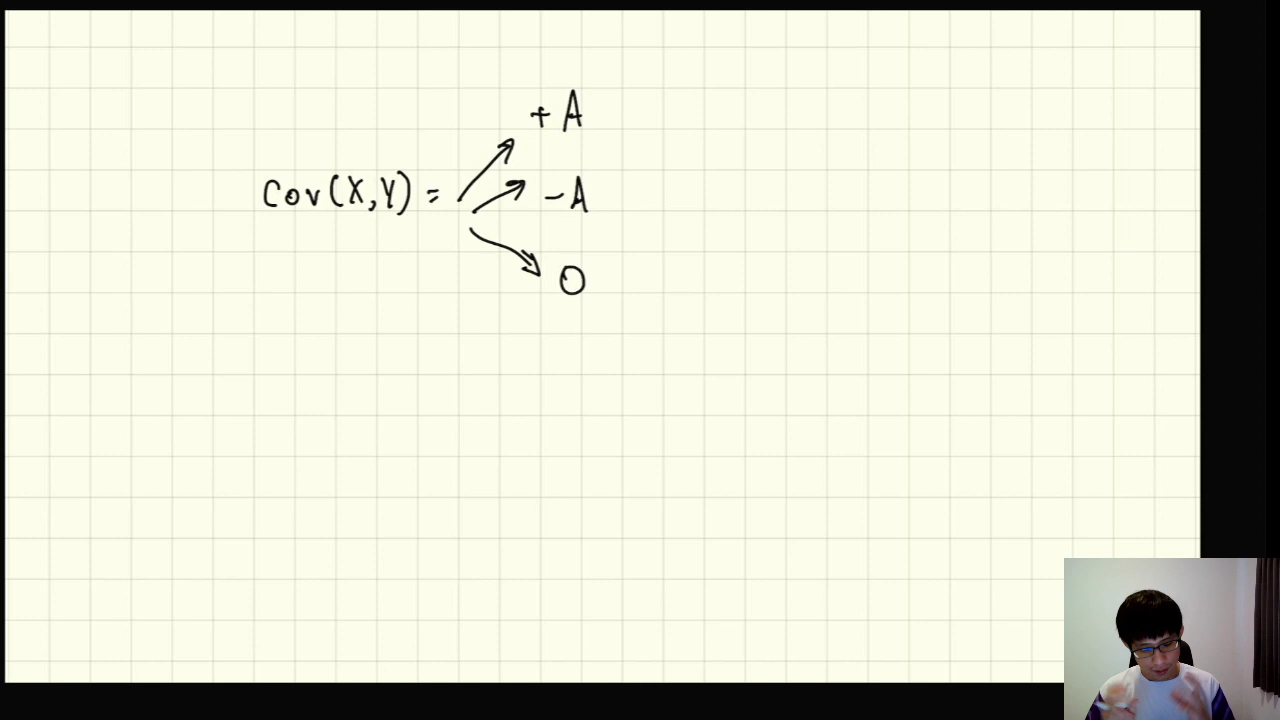 + A
Cov(X,Y) = - A
0